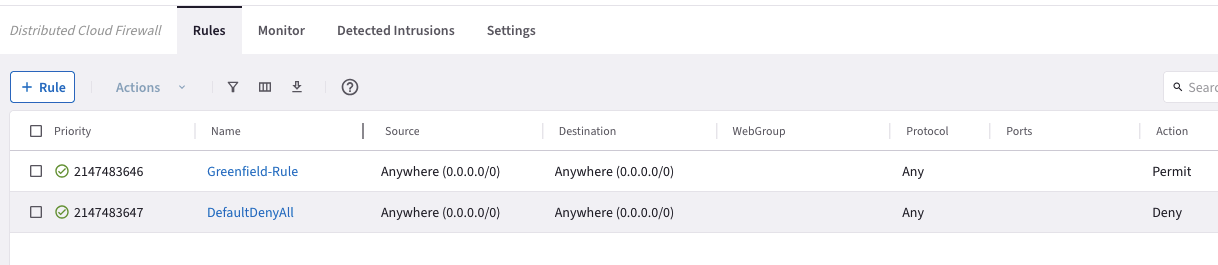 Distributed Cloud Firewall Rules Monitor Detected Intrusions Settings
+ Rule Actions ? Searc
Priority Name Source Destination WebGroup Protocol Ports Action
2147483646 Greenfield-Rule Anywhere (0.0.0.0/0) Anywhere (0.0.0.0/0) Any Permit
2147483647 DefaultDenyAll Anywhere (0.0.0.0/0) Anywhere (0.0.0.0/0) Any Deny